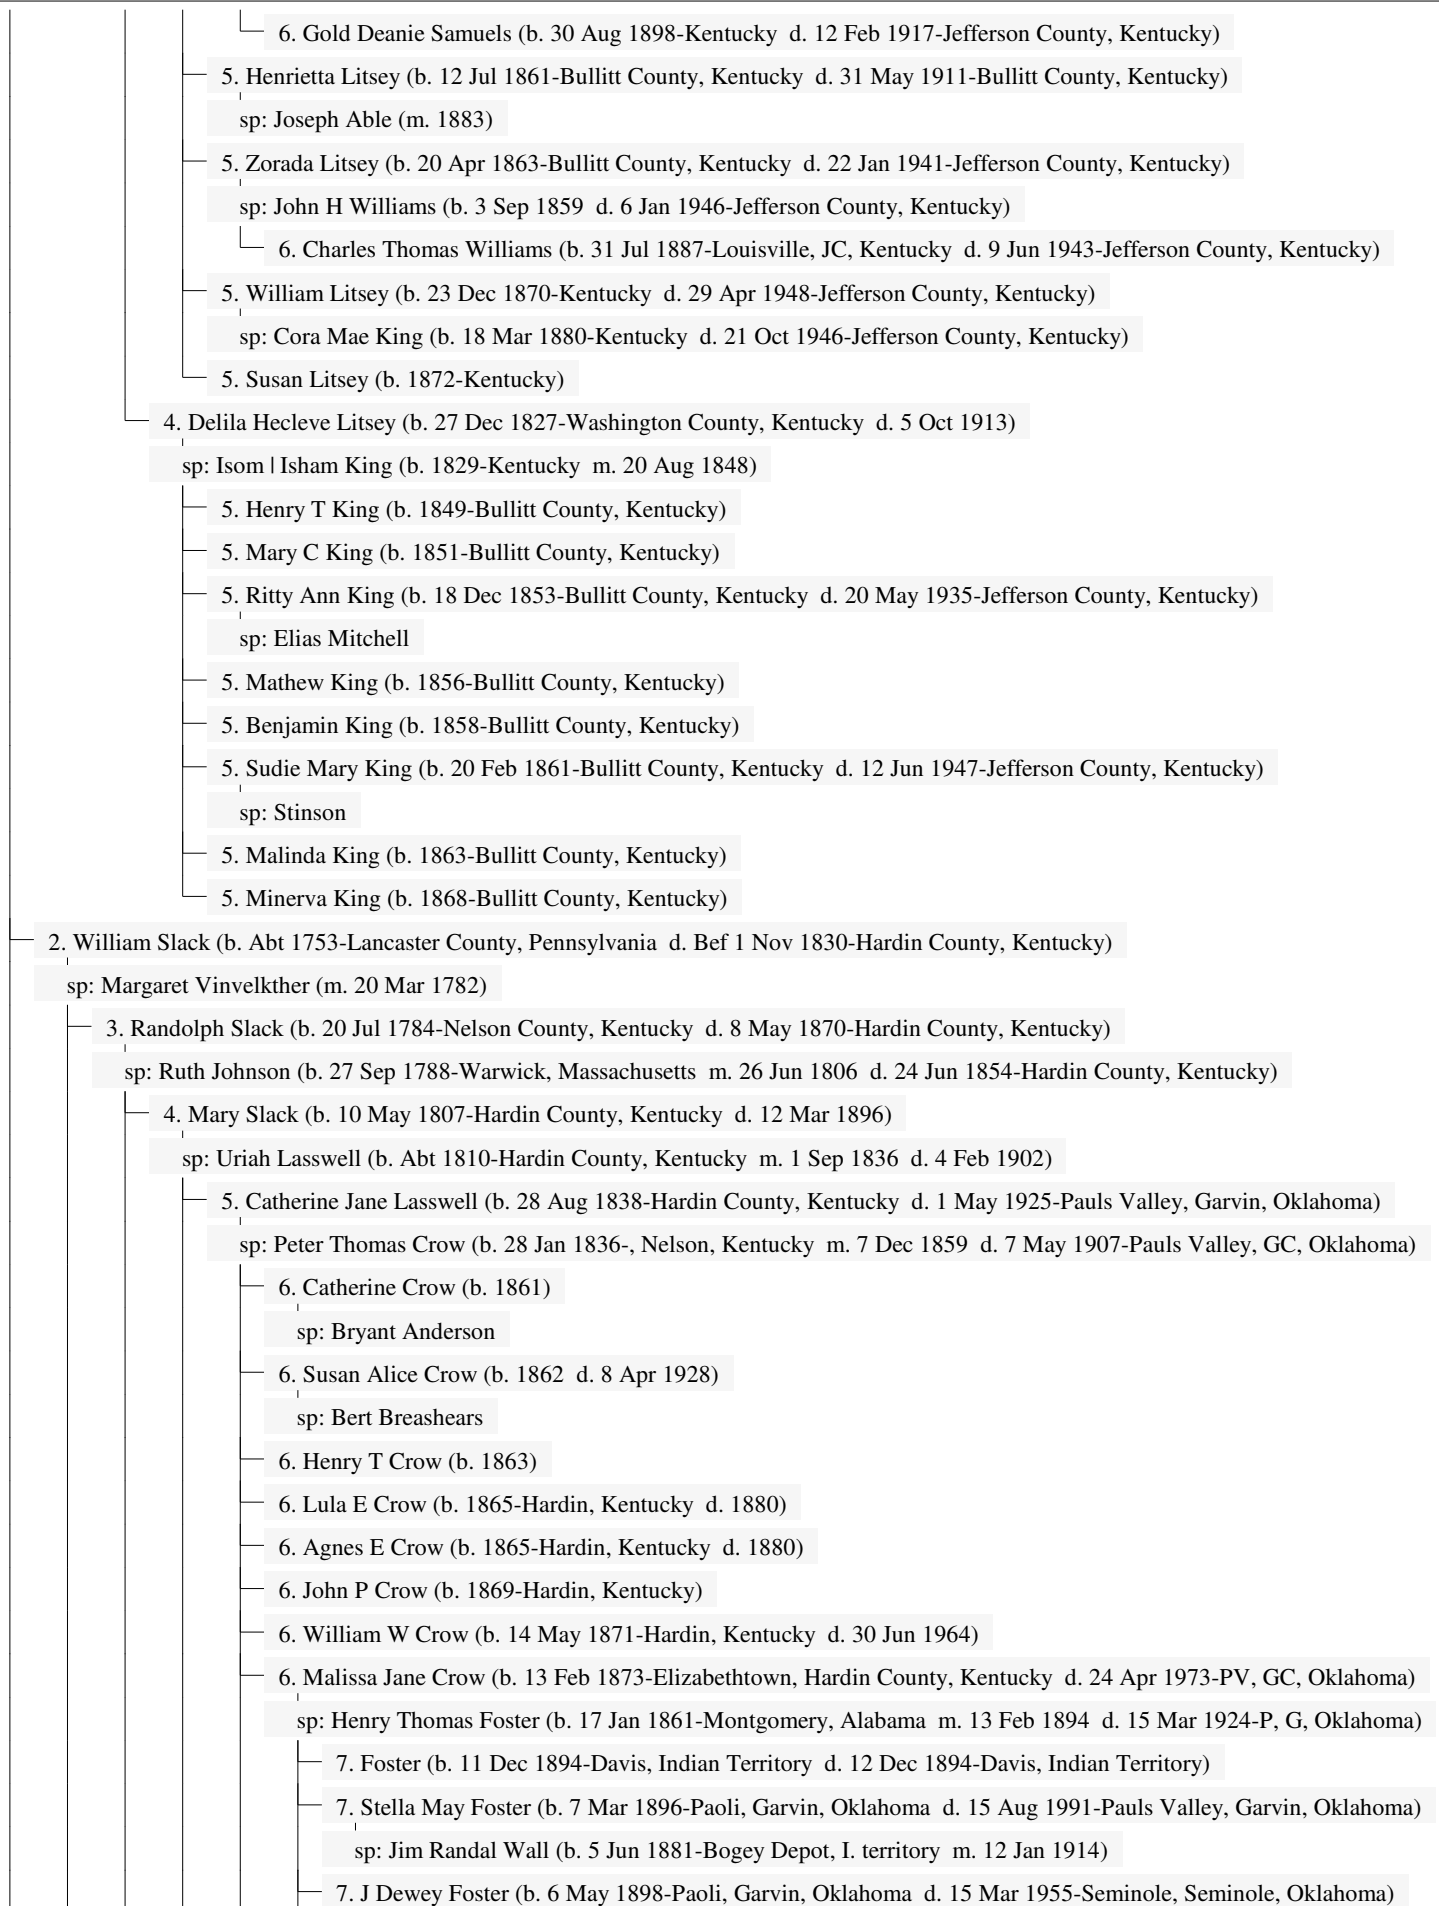 6. Gold Deanie Samuels (b. 30 Aug 1898-Kentucky d. 12 Feb 1917-Jefferson County, Kentucky)
5. Henrietta Litsey (b. 12 Jul 1861-Bullitt County, Kentucky d. 31 May 1911-Bullitt County, Kentucky)
sp: Joseph Able (m. 1883)
5. Zorada Litsey (b. 20 Apr 1863-Bullitt County, Kentucky d. 22 Jan 1941-Jefferson County, Kentucky)
sp: John H Williams (b. 3 Sep 1859 d. 6 Jan 1946-Jefferson County, Kentucky)
6. Charles Thomas Williams (b. 31 Jul 1887-Louisville, JC, Kentucky d. 9 Jun 1943-Jefferson County, Kentucky)
5. William Litsey (b. 23 Dec 1870-Kentucky d. 29 Apr 1948-Jefferson County, Kentucky)
sp: Cora Mae King (b. 18 Mar 1880-Kentucky d. 21 Oct 1946-Jefferson County, Kentucky)
5. Susan Litsey (b. 1872-Kentucky)
4. Delila Hecleve Litsey (b. 27 Dec 1827-Washington County, Kentucky d. 5 Oct 1913)
sp: Isom | Isham King (b. 1829-Kentucky m. 20 Aug 1848)
5. Henry T King (b. 1849-Bullitt County, Kentucky)
5. Mary C King (b. 1851-Bullitt County, Kentucky)
5. Ritty Ann King (b. 18 Dec 1853-Bullitt County, Kentucky d. 20 May 1935-Jefferson County, Kentucky)
sp: Elias Mitchell
5. Mathew King (b. 1856-Bullitt County, Kentucky)
5. Benjamin King (b. 1858-Bullitt County, Kentucky)
5. Sudie Mary King (b. 20 Feb 1861-Bullitt County, Kentucky d. 12 Jun 1947-Jefferson County, Kentucky)
sp: Stinson
5. Malinda King (b. 1863-Bullitt County, Kentucky)
5. Minerva King (b. 1868-Bullitt County, Kentucky)
2. William Slack (b. Abt 1753-Lancaster County, Pennsylvania d. Bef 1 Nov 1830-Hardin County, Kentucky)
sp: Margaret Vinvelkther (m. 20 Mar 1782)
3. Randolph Slack (b. 20 Jul 1784-Nelson County, Kentucky d. 8 May 1870-Hardin County, Kentucky)
sp: Ruth Johnson (b. 27 Sep 1788-Warwick, Massachusetts m. 26 Jun 1806 d. 24 Jun 1854-Hardin County, Kentucky)
4. Mary Slack (b. 10 May 1807-Hardin County, Kentucky d. 12 Mar 1896)
sp: Uriah Lasswell (b. Abt 1810-Hardin County, Kentucky m. 1 Sep 1836 d. 4 Feb 1902)
5. Catherine Jane Lasswell (b. 28 Aug 1838-Hardin County, Kentucky d. 1 May 1925-Pauls Valley, Garvin, Oklahoma)
sp: Peter Thomas Crow (b. 28 Jan 1836-, Nelson, Kentucky m. 7 Dec 1859 d. 7 May 1907-Pauls Valley, GC, Oklahoma)
6. Catherine Crow (b. 1861)
sp: Bryant Anderson
6. Susan Alice Crow (b. 1862 d. 8 Apr 1928)
sp: Bert Breashears
6. Henry T Crow (b. 1863)
6. Lula E Crow (b. 1865-Hardin, Kentucky d. 1880)
6. Agnes E Crow (b. 1865-Hardin, Kentucky d. 1880)
6. John P Crow (b. 1869-Hardin, Kentucky)
6. William W Crow (b. 14 May 1871-Hardin, Kentucky d. 30 Jun 1964)
6. Malissa Jane Crow (b. 13 Feb 1873-Elizabethtown, Hardin County, Kentucky d. 24 Apr 1973-PV, GC, Oklahoma)
sp: Henry Thomas Foster (b. 17 Jan 1861-Montgomery, Alabama m. 13 Feb 1894 d. 15 Mar 1924-P, G, Oklahoma)
7. Foster (b. 11 Dec 1894-Davis, Indian Territory d. 12 Dec 1894-Davis, Indian Territory)
7. Stella May Foster (b. 7 Mar 1896-Paoli, Garvin, Oklahoma d. 15 Aug 1991-Pauls Valley, Garvin, Oklahoma)
sp: Jim Randal Wall (b. 5 Jun 1881-Bogey Depot, I. territory m. 12 Jan 1914)
7. J Dewey Foster (b. 6 May 1898-Paoli, Garvin, Oklahoma d. 15 Mar 1955-Seminole, Seminole, Oklahoma)